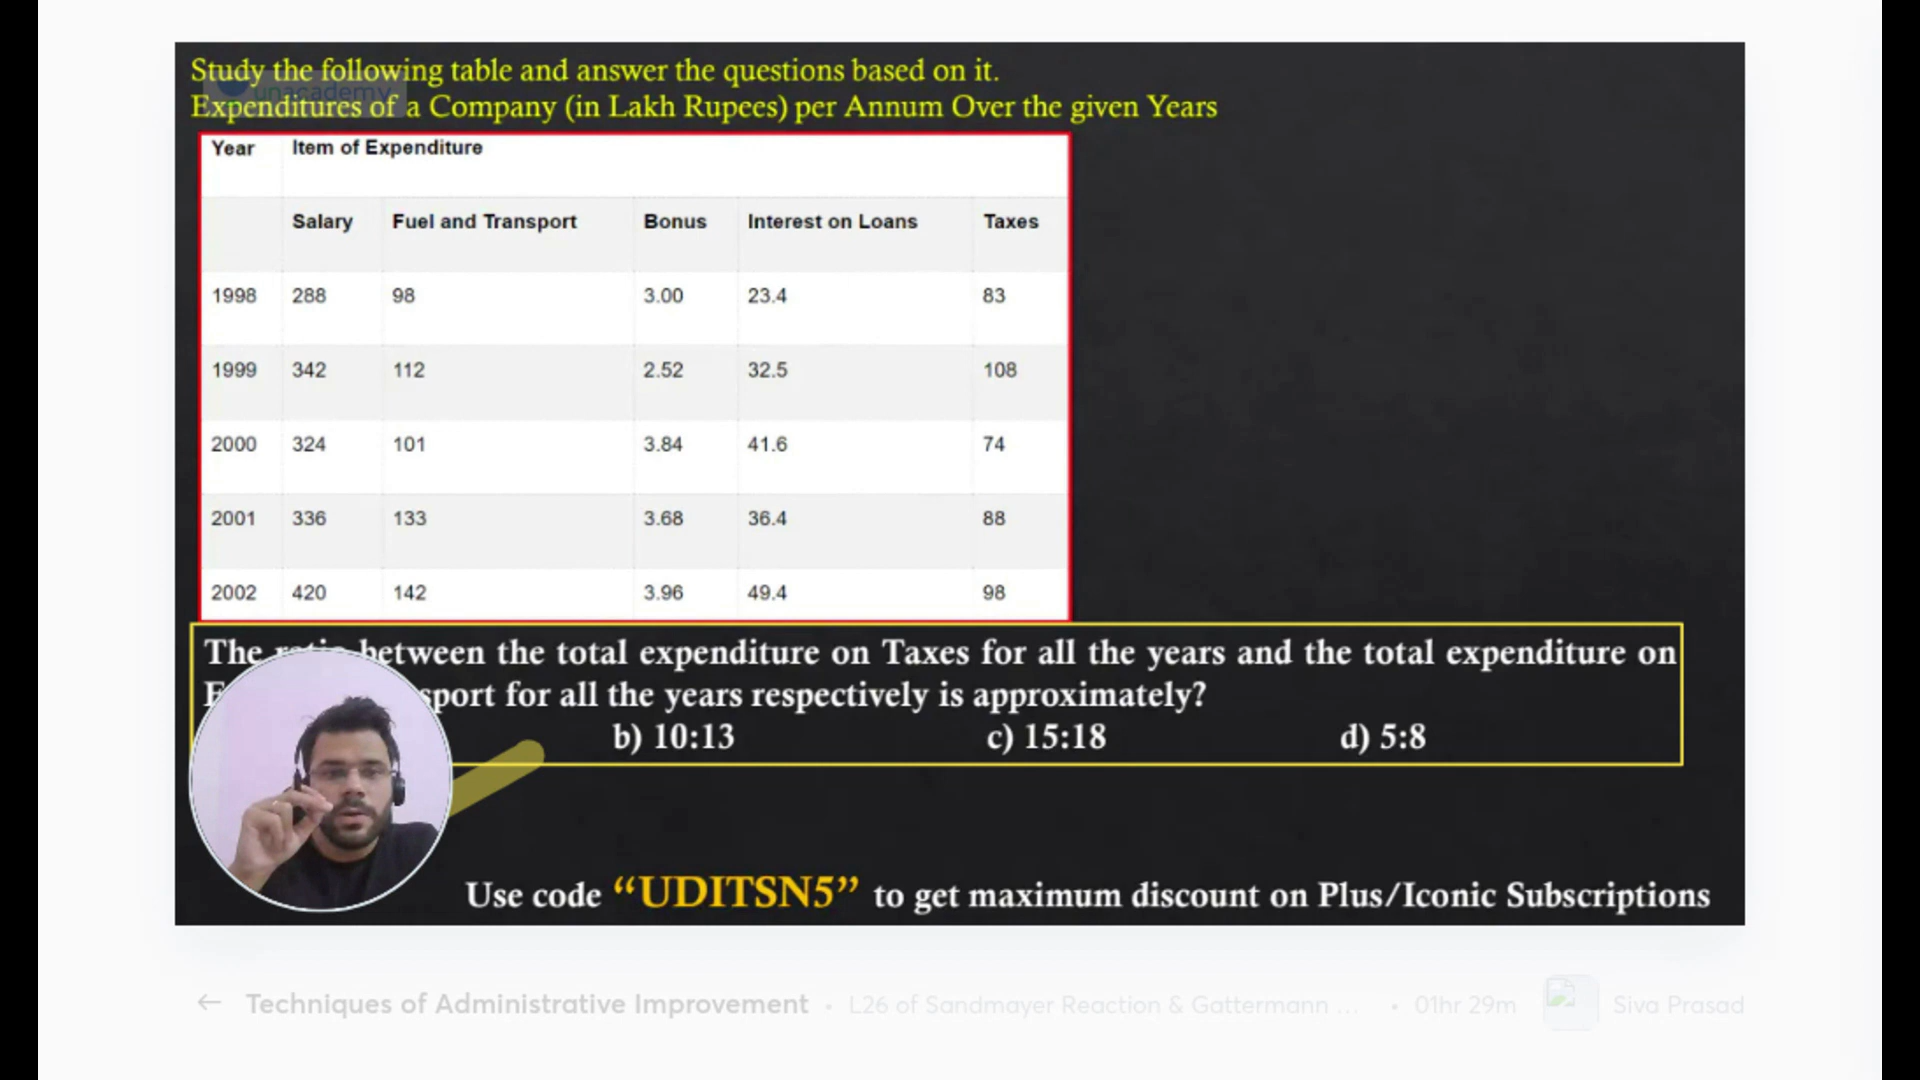 Study the following table and answer the questions based on it.
unacademy
Expenditures of a Company (in Lakh Rupees) per Annum Over the given Years
Year Item of Expenditure
Salary Fuel and Transport Bonus Interest on Loans Taxes
1998 288 98 3.00 23.4 83
1999 342 112 2.52 32.5 108
2000 324 101 3.84 41.6 74
2001 336 133 3.68 36.4 88
2002 420 142 3.96 49.4 98
The between the total expenditure on Taxes for all the years and the total expenditure on
sport for all the years respectively is approximately?
b) 10:13 c) 15:18 d) 5:8
Use code “UDITSN5” to get maximum discount on Plus/Iconic Subscriptions
← Techniques of Administrative Improvement • L26 of Sandmayer Reaction & Gattermann ... • 01hr 29m Siva Prasad